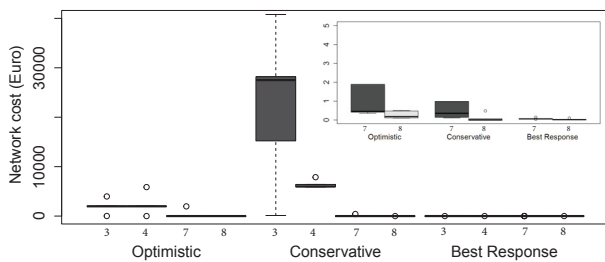 Network cost (Euro)
30000
10000
0
3 4 7 8 3 4 7 8 3 4 7 8
Optimistic Conservative Best Response
5
4
3
2
1
0
7 8 7 8 7 8
Optimistic Conservative Best Response